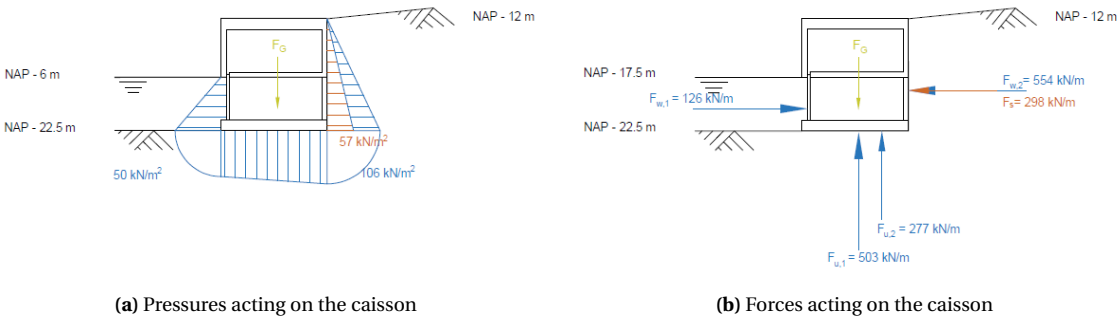 NAP - 12 m
F_G
NAP - 6 m
NAP - 22.5 m
57 kN/m²
50 kN/m²
106 kN/m²
(a) Pressures acting on the caisson
NAP - 12 m
F_G
NAP - 17.5 m
F_w,2= 554 kN/m
F_w,1 = 126 kN/m
F_s= 298 kN/m
NAP - 22.5 m
F_u,2 = 277 kN/m
F_u,1 = 503 kN/m
(b) Forces acting on the caisson